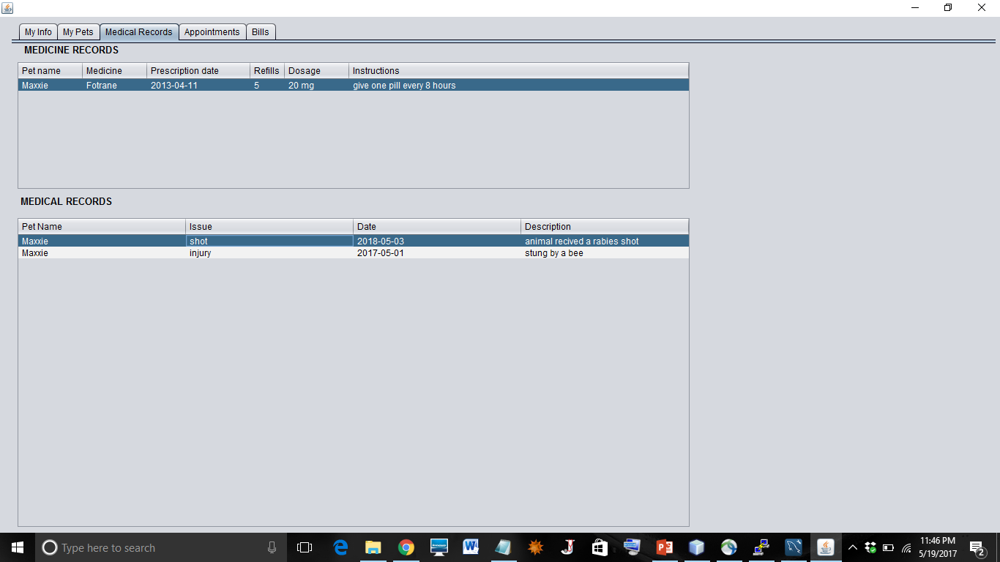 My Info My Pets Medical Records Appointments Bills
MEDICINE RECORDS
Pet name Medicine Prescription date Refills Dosage Instructions
Maxxie Fotrane 2013-04-11 5 20 mg give one pill every 8 hours
MEDICAL RECORDS
Pet Name Issue Date Description
Maxxie shot 2018-05-03 animal recived a rabies shot
Maxxie injury 2017-05-01 stung by a bee
Type here to search
11:46 PM
5/19/2017
2